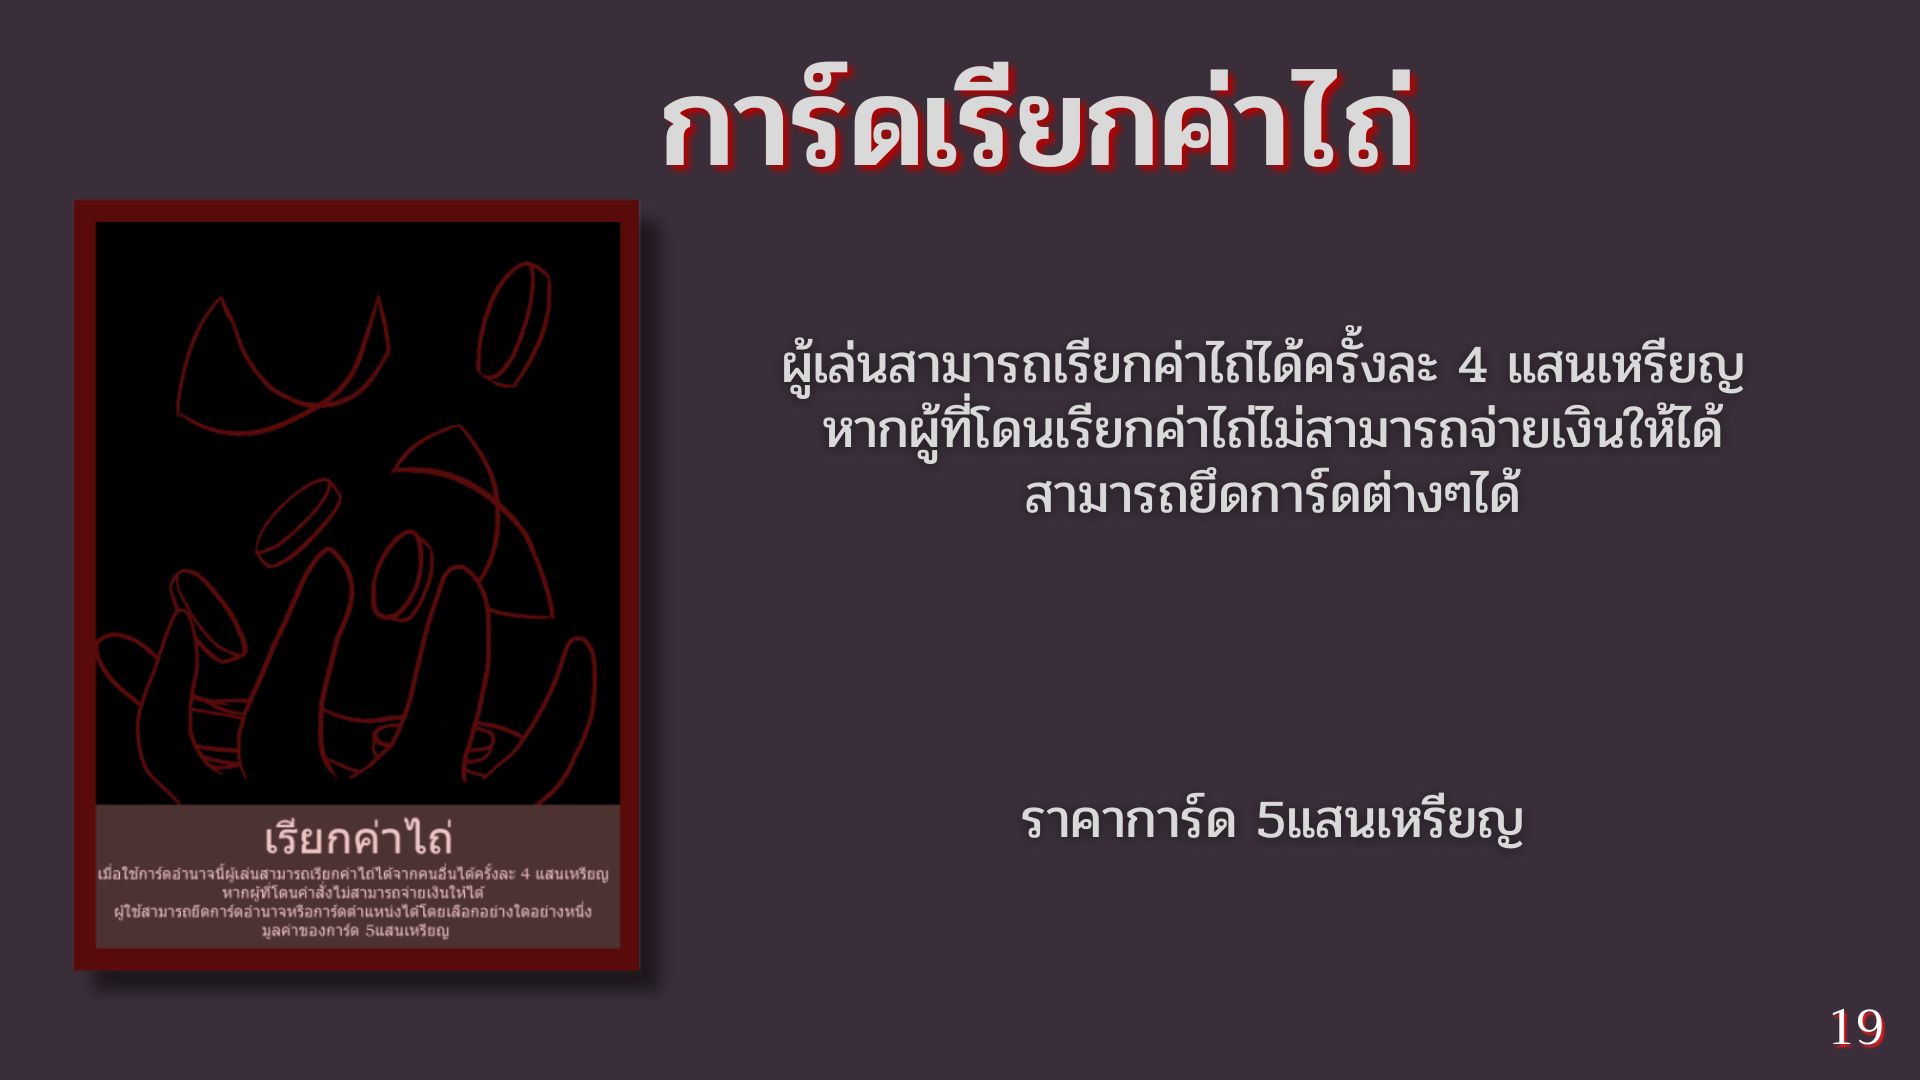 การ์ดเรียกค่าไถ่
ผู้เล่นสามารถเรียกค่าไถ่ได้ครั้งละ 4 แสนเหรียญ
หากผู้ที่โดนเรียกค่าไถ่ไม่สามารถจ่ายเงินให้ได้
สามารถยึดการ์ดต่างๆได้
ราคาการ์ด 5แสนเหรียญ
เรียกค่าไถ่
เมื่อใช้การ์ดอำนาจนี้ผู้เล่นสามารถเรียกค่าไถ่ได้จากคนอื่นได้ครั้งละ 4 แสนเหรียญ
หากผู้ที่โดนคำสั่งไม่สามารถจ่ายเงินให้ได้
ผู้ใช้สามารถยึดการ์ดอำนาจหรือการ์ดตำแหน่งได้โดยเลือกอย่างใดอย่างหนึ่ง
มูลค่าของการ์ด 5แสนเหรียญ
19